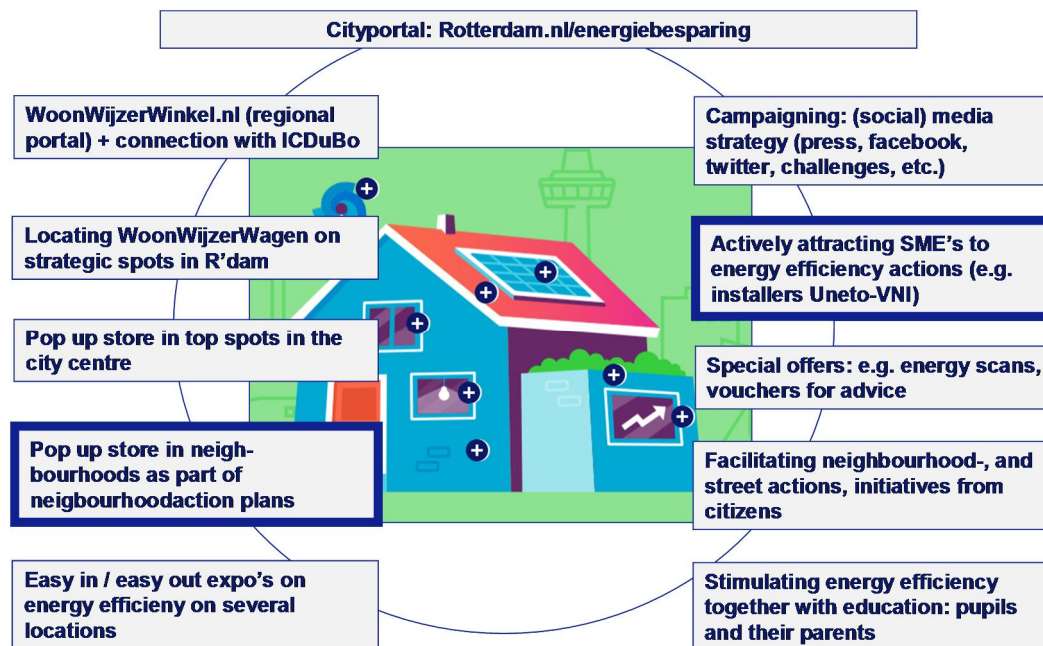 Cityportal: Rotterdam.nl/energiebesparing
WoonWijzerWinkel.nl (regional
portal) + connection with ICDuBo
Locating WoonWijzerWagen on
strategic spots in R'dam
Pop up store in top spots in the
city centre
Pop up store in neigh-
bourhoods as part of
neigbourhoodaction plans
Easy in / easy out expo's on
energy efficieny on several
locations
Campaigning: (social) media
strategy (press, facebook,
twitter, challenges, etc.)
Actively attracting SME's to
energy efficiency actions (e.g.
installers Uneto-VNI)
Special offers: e.g. energy scans,
vouchers for advice
Facilitating neighbourhood-, and
street actions, initiatives from
citizens
Stimulating energy efficiency
together with education: pupils
and their parents